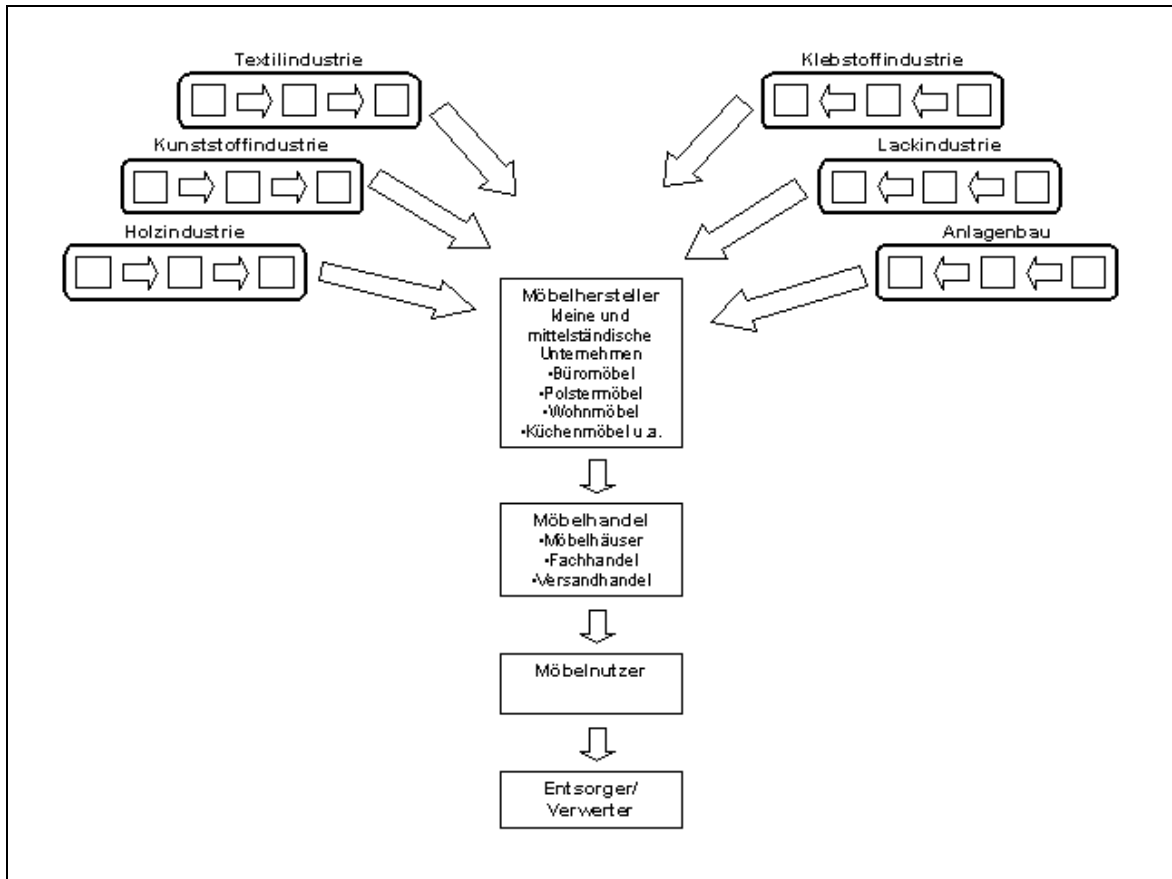 Textilindustrie
Klebstoffindustrie
Kunststoffindustrie
Lackindustrie
Holzindustrie
Anlagenbau
Möbelhersteller
kleine und
mittelständische
Unternehmen
•Büromöbel
•Polstermöbel
•Wohnmöbel
•Küchenmöbel u.a.
Möbelhandel
•Möbelhäuser
•Fachhandel
•Versandhandel
Möbelnutzer
Entsorger/
Verwerter